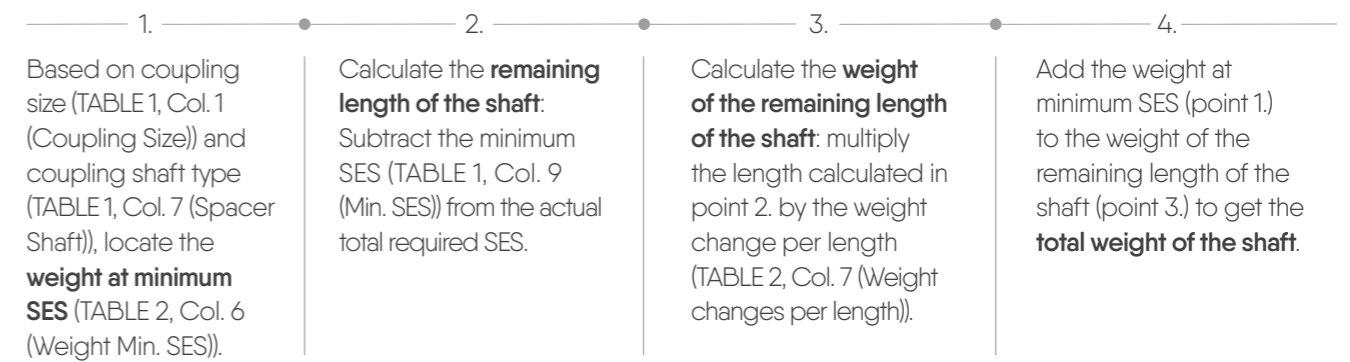 1.
Based on coupling
size (TABLE 1, Col. 1
(Coupling Size)) and
coupling shaft type
(TABLE 1, Col. 7 (Spacer
Shaft)), locate the
weight at minimum
SES (TABLE 2, Col. 6
(Weight Min. SES)).
2.
Calculate the remaining
length of the shaft:
Subtract the minimum
SES (TABLE 1, Col. 9
(Min. SES)) from the actual
total required SES.
3.
Calculate the weight
of the remaining length
of the shaft: multiply
the length calculated in
point 2. by the weight
change per length
(TABLE 2, Col. 7 (Weight
changes per length)).
4.
Add the weight at
minimum SES (point 1.)
to the weight of the
remaining length of the
shaft (point 3.) to get the
total weight of the shaft.